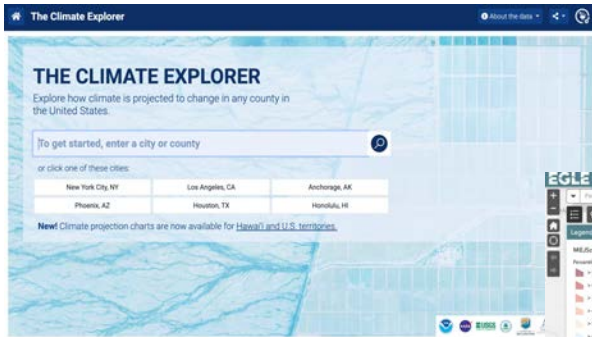 The Climate Explorer
About the data
THE CLIMATE EXPLORER
Explore how climate is projected to change in any county in
the United States.
To get started, enter a city or county
or click one of these cities:
New York City, NY
Los Angeles, CA
Anchorage, AK
Phoenix, AZ
Houston, TX
Honolulu, HI
New! Climate projection charts are now available for Hawai'i and U.S. territories.
EGLE
Legend
USGS